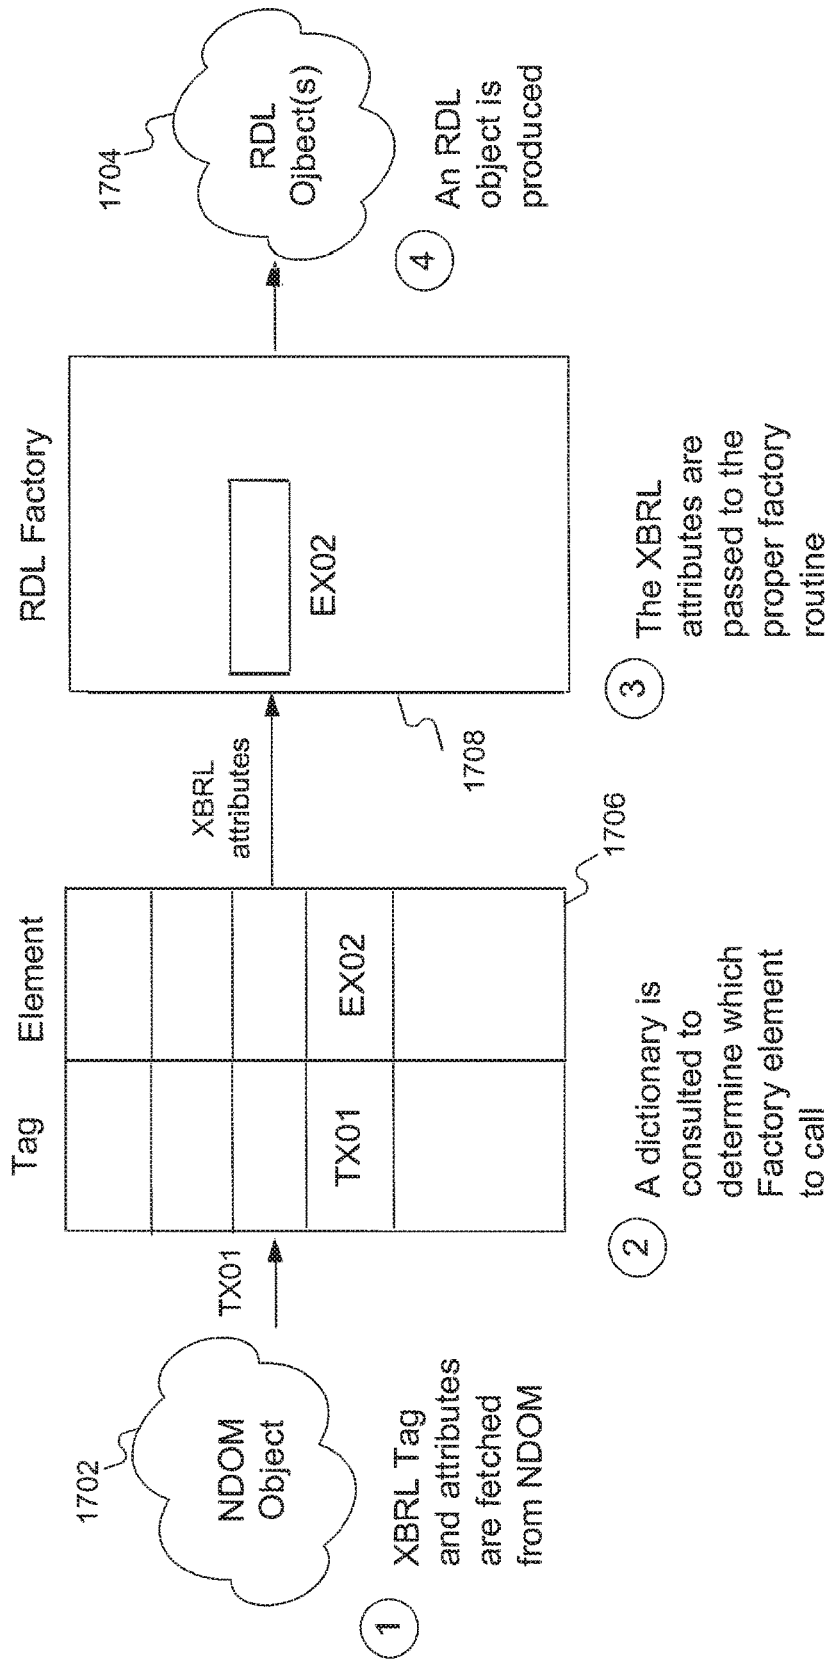 1702
NDOM
Object
1
XBRL Tag
and attributes
are fetched
from NDOM
TX01
Tag
Element
TX01
EX02
1706
2
A dictionary is
consulted to
determine which
Factory element
to call
XBRL
attributes
RDL Factory
EX02
1708
3
The XBRL
attributes are
passed to the
proper factory
routine
1704
RDL
Ojbect(s)
4
An RDL
object is
produced